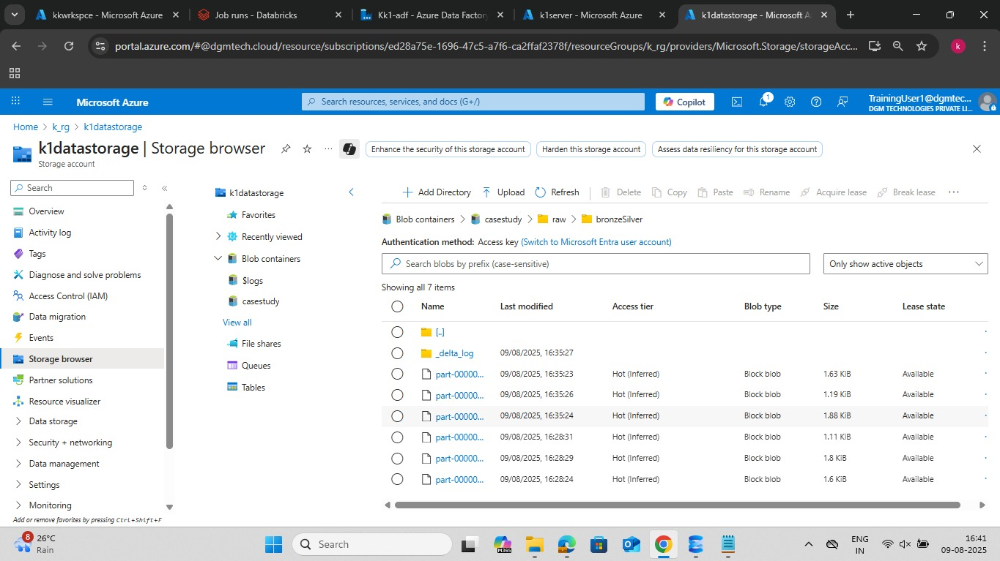 kkwrkspce - Microsoft Azure
Job runs - Databricks
Kk1-adf - Azure Data Factory
k1server - Microsoft Azure
k1datastorage - Microsoft A
portal.azure.com/#@dgmtech.cloud/resource/subscriptions/ed28a75e-1696-47c5-a7f6-ca2ffaf2378f/resourceGroups/k_rg/providers/Microsoft.Storage/storageAcc...
k
Microsoft Azure
Search resources, services, and docs (G+/)
Copilot
1
TrainingUser1@dgmtec...
DGM TECHNOLOGIES PRIVATE LI...
Home > k_rg > k1datastorage
k1datastorage | Storage browser
Storage account
Enhance the security of this storage account
Harden this storage account
Assess data resiliency for this storage account
Search
Overview
Activity log
Tags
Diagnose and solve problems
Access Control (IAM)
Data migration
Events
Storage browser
Partner solutions
Resource visualizer
Data storage
Security + networking
Data management
Settings
Monitoring
Add or remove favorites by pressing Ctrl+Shift+F
k1datastorage
Favorites
Recently viewed
Blob containers
$logs
casestudy
View all
File shares
Queues
Tables
Add Directory Upload Refresh Delete Copy Paste Rename Acquire lease Break lease ...
Blob containers > casestudy > raw > bronzeSilver
Authentication method: Access key (Switch to Microsoft Entra user account)
Search blobs by prefix (case-sensitive)
Only show active objects
Showing all 7 items
Name Last modified Access tier Blob type Size Lease state
[..]
_delta_log 09/08/2025, 16:35:27
part-00000... 09/08/2025, 16:35:23 Hot (Inferred) Block blob 1.63 KiB Available
part-00000... 09/08/2025, 16:35:26 Hot (Inferred) Block blob 1.19 KiB Available
part-00000... 09/08/2025, 16:35:24 Hot (Inferred) Block blob 1.88 KiB Available
part-00000... 09/08/2025, 16:28:31 Hot (Inferred) Block blob 1.11 KiB Available
part-00000... 09/08/2025, 16:28:29 Hot (Inferred) Block blob 1.8 KiB Available
part-00000... 09/08/2025, 16:28:24 Hot (Inferred) Block blob 1.6 KiB Available
8
26°C
Rain
Search
M365
ENG
IN
16:41
09-08-2025